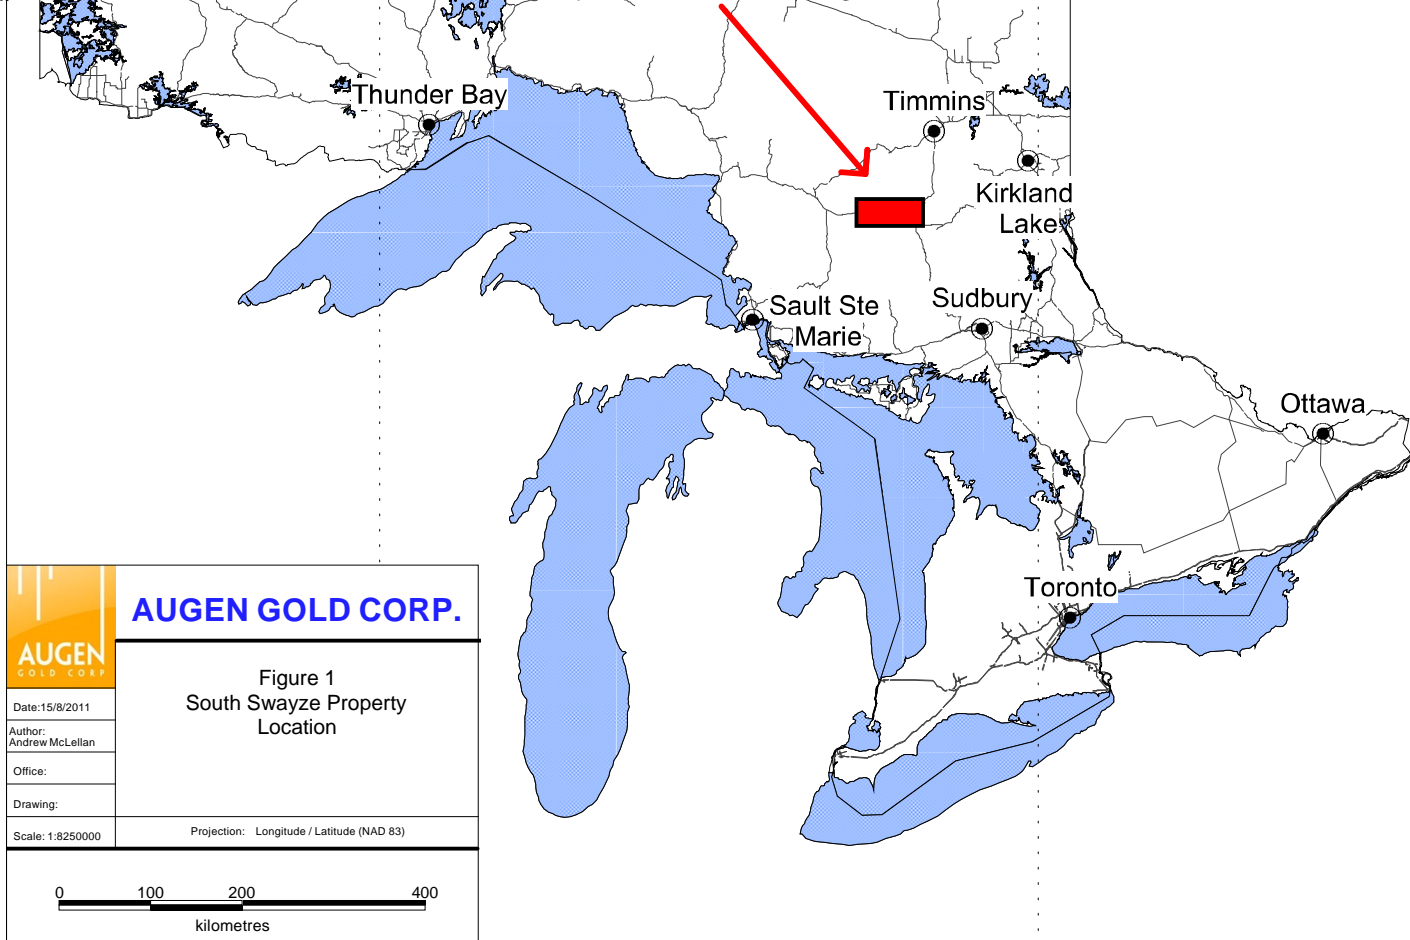 Thunder Bay
Timmins
Kirkland
Lake
Sault Ste
Marie
Sudbury
Ottawa
Toronto
AUGEN
GOLD CORP
AUGEN GOLD CORP.
Figure 1
South Swayze Property
Location
Date:15/8/2011
Author:
Andrew McLellan
Office:
Drawing:
Scale: 1:8250000
Projection: Longitude / Latitude (NAD 83)
0 100 200 400
kilometres